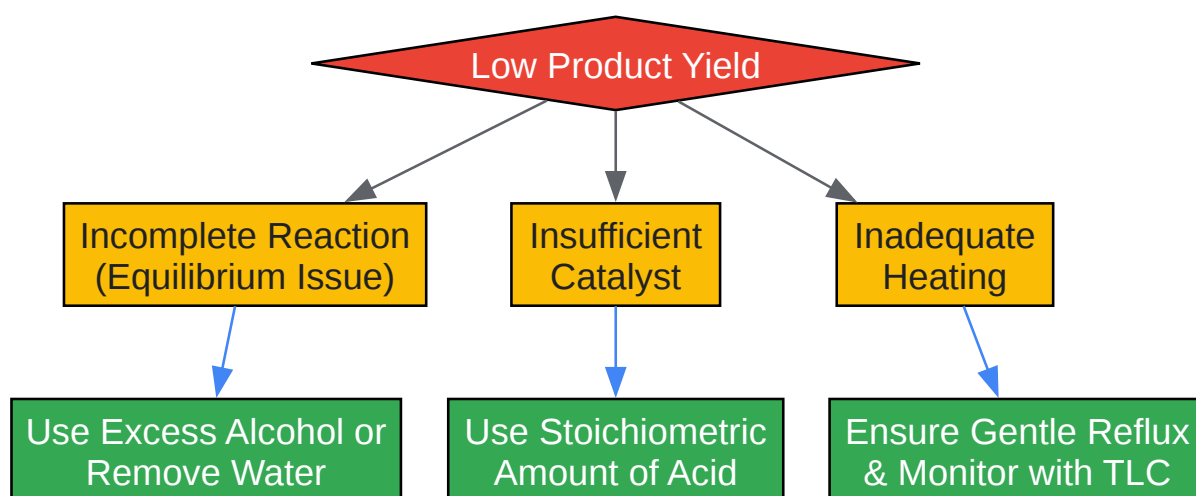 Low Product Yield
Incomplete Reaction
(Equilibrium Issue)
Insufficient
Catalyst
Inadequate
Heating
Use Excess Alcohol or
Remove Water
Use Stoichiometric
Amount of Acid
Ensure Gentle Reflux
& Monitor with TLC